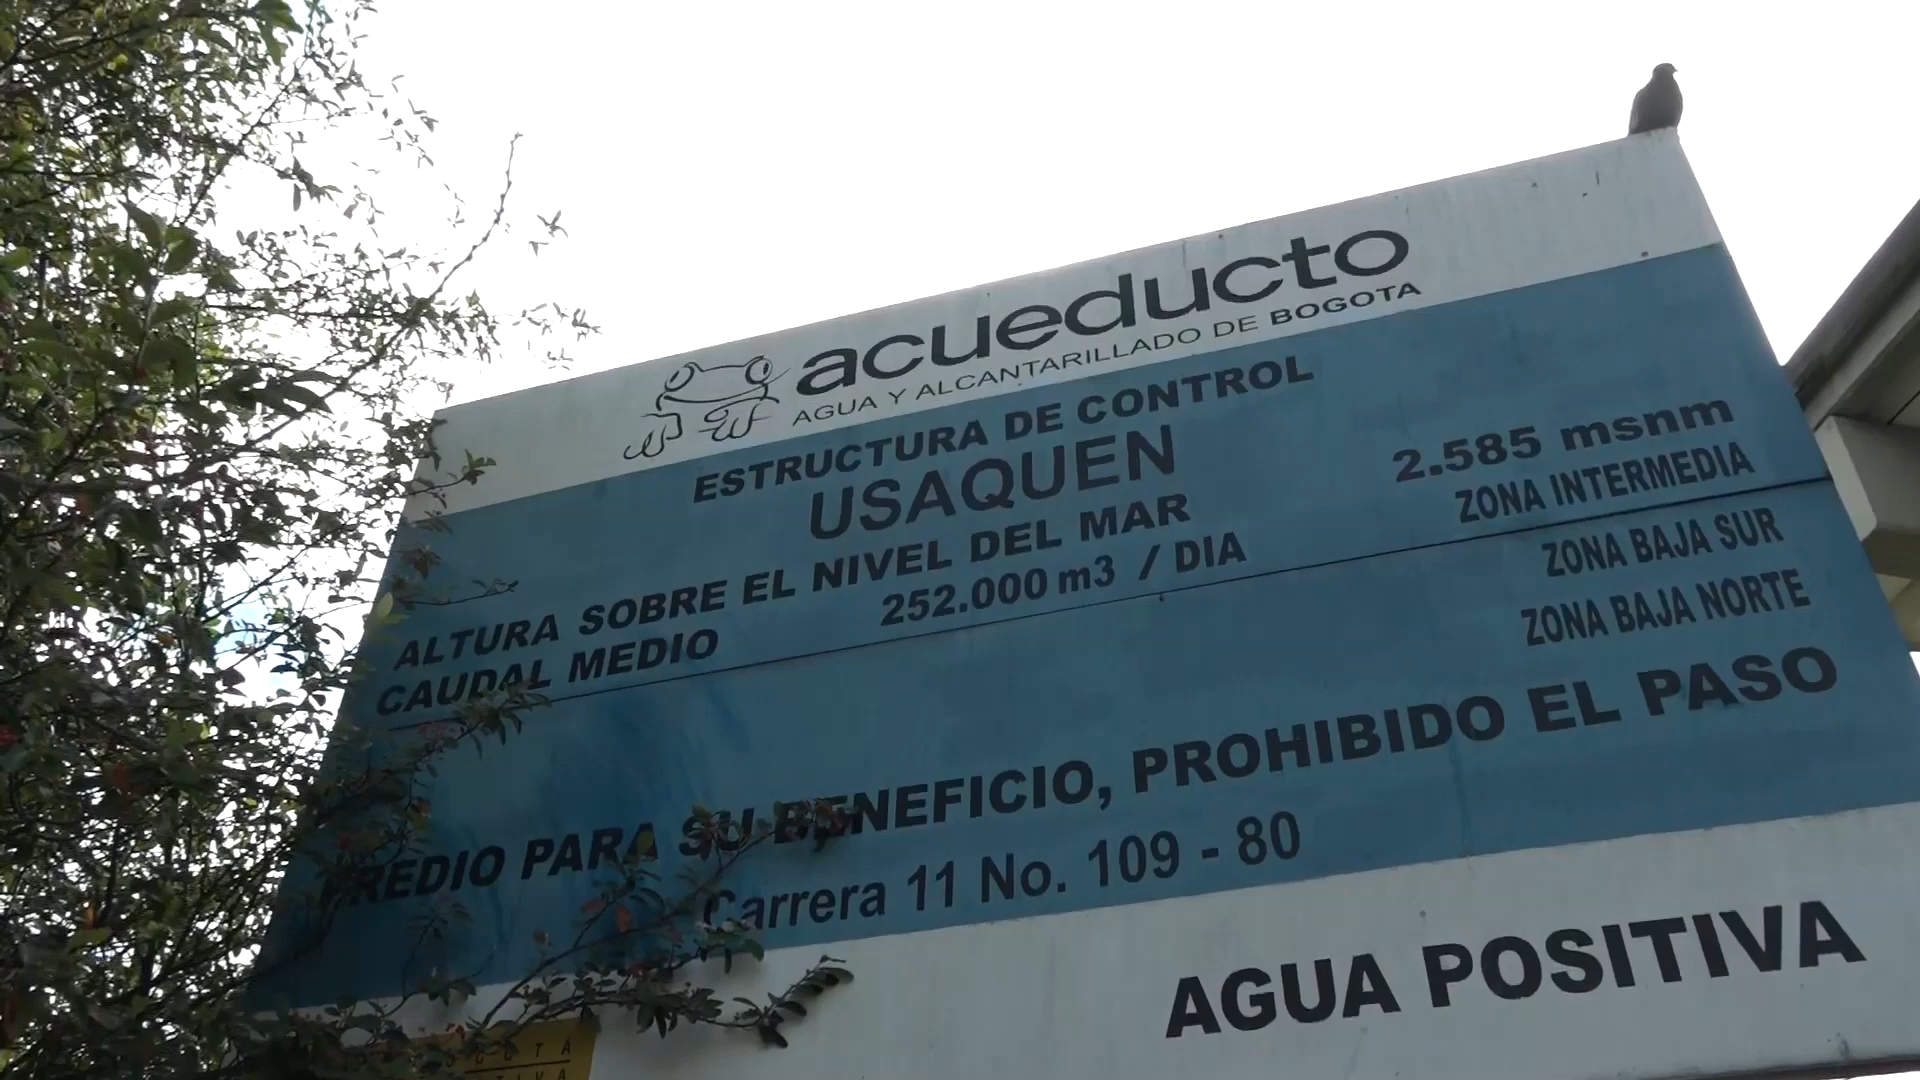 acueducto
AGUA Y ALCANTARILLADO DE BOGOTA
ESTRUCTURA DE CONTROL
USAQUEN
ALTURA SOBRE EL NIVEL DEL MAR 2.585 msnm
CAUDAL MEDIO 252.000 m3 / DIA ZONA INTERMEDIA
ZONA BAJA SUR
ZONA BAJA NORTE
PREDIO PARA SU BENEFICIO, PROHIBIDO EL PASO
Carrera 11 No. 109 - 80
AGUA POSITIVA